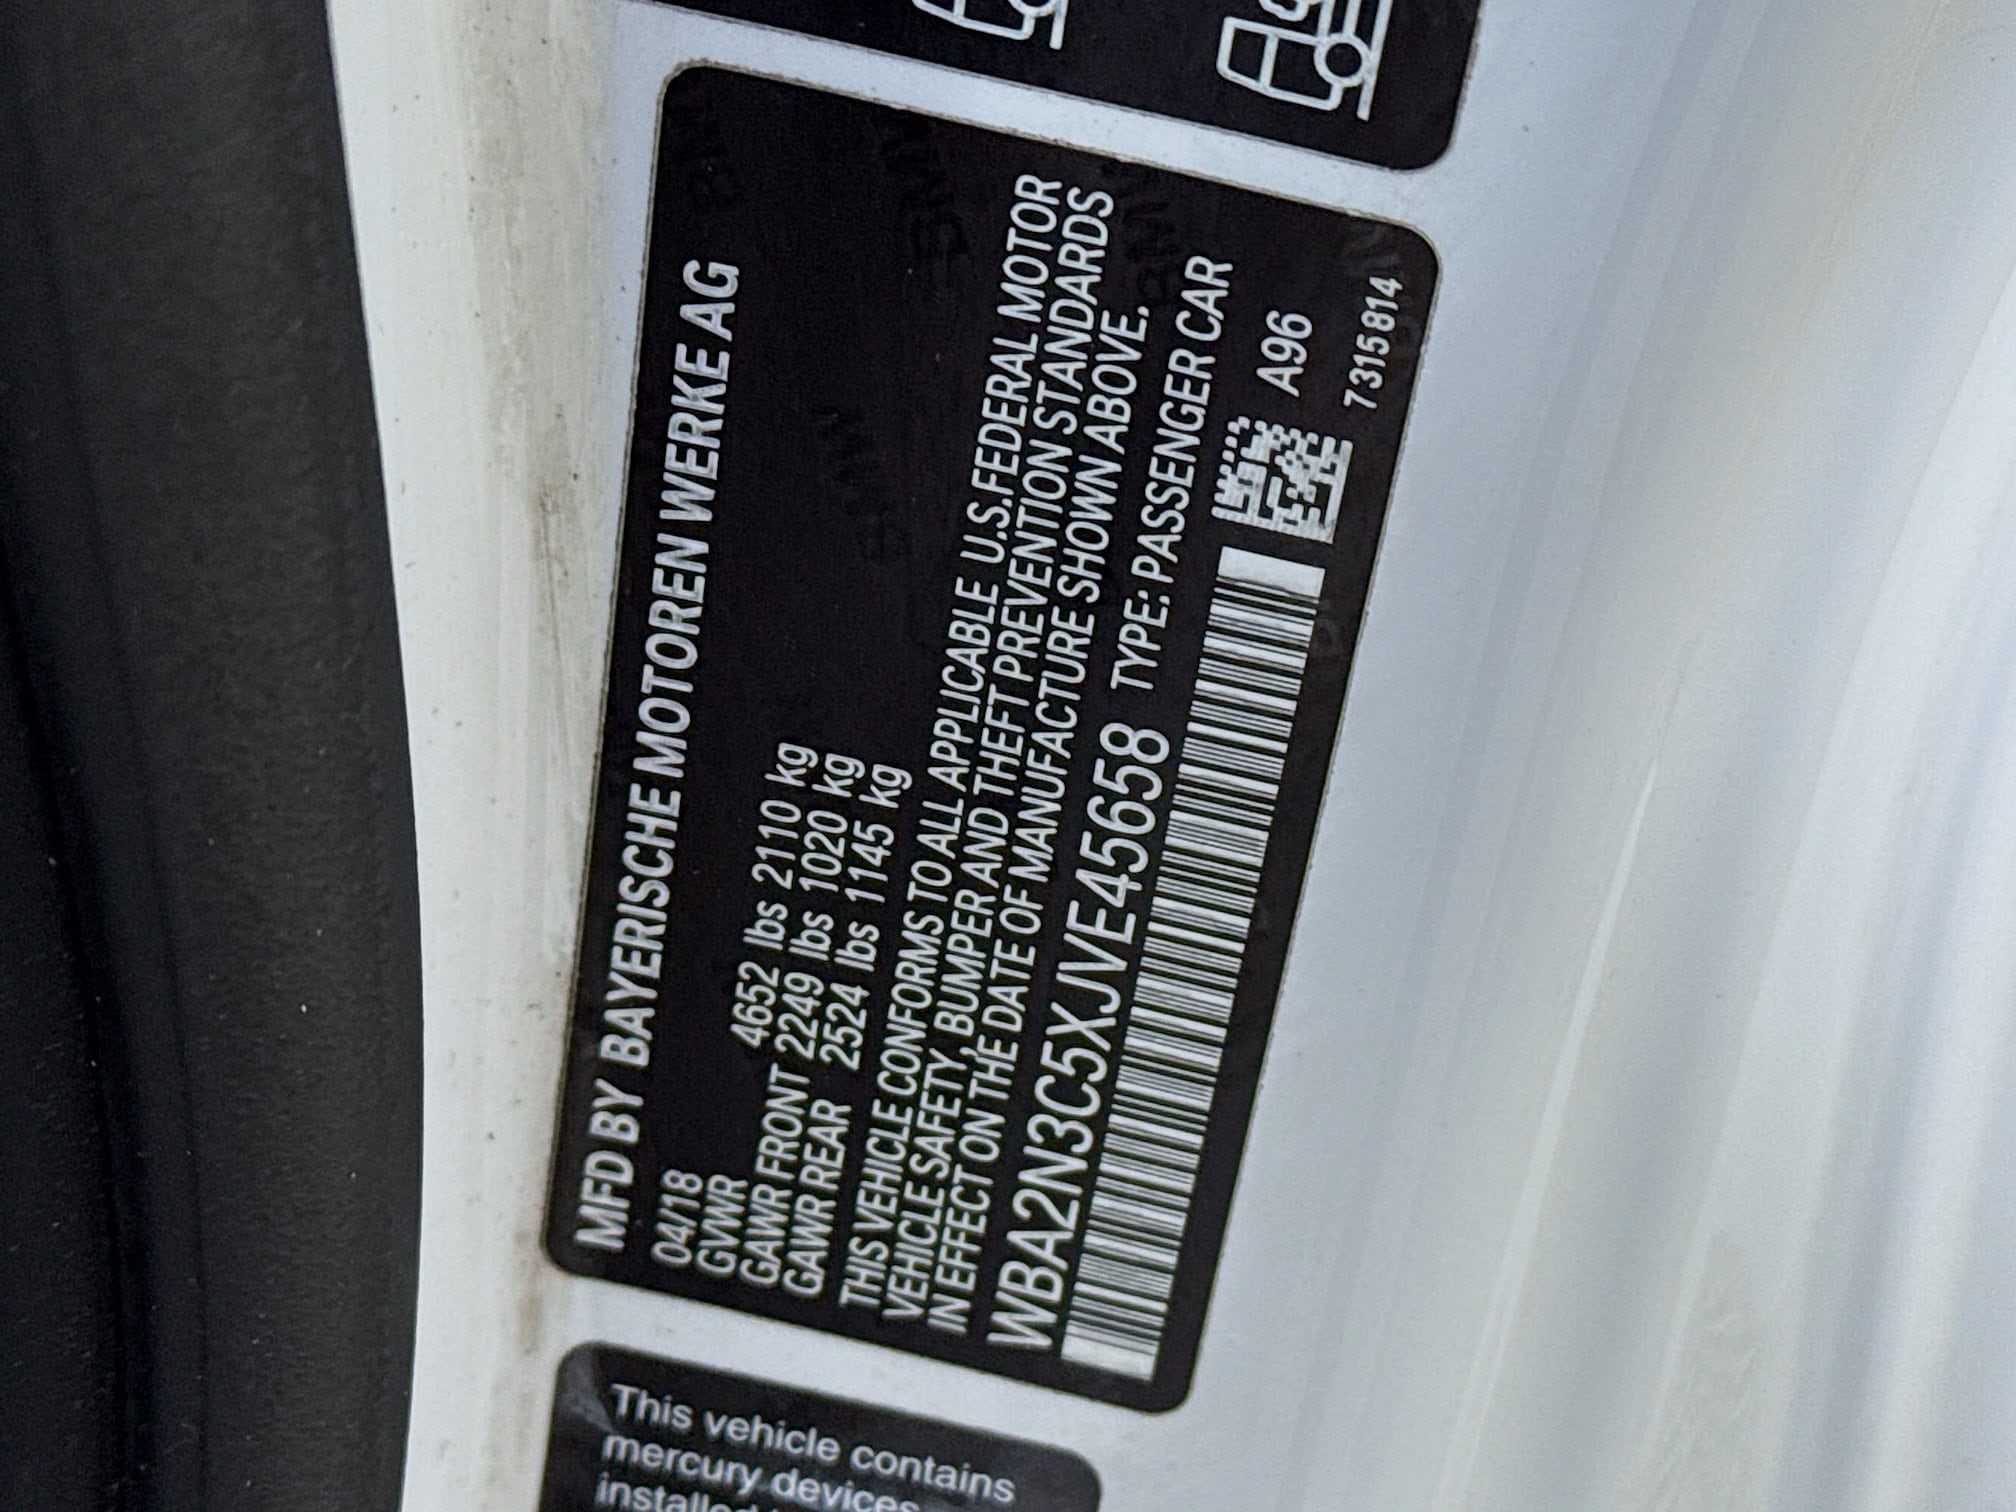 MFD BY BAYERISCHE MOTOREN WERKE AG
04/18
GVWR 4652 lbs 2110 kg
GAWR FRONT 2249 lbs 1020 kg
GAWR REAR 2524 lbs 1145 kg
THIS VEHICLE CONFORMS TO ALL APPLICABLE U.S.FEDERAL MOTOR
VEHICLE SAFETY, BUMPER AND THEFT PREVENTION STANDARDS
IN EFFECT ON THE DATE OF MANUFACTURE SHOWN ABOVE.
WBA2N3C5XJVE45658 TYPE: PASSENGER CAR
A96
7315814
This vehicle contains
mercury devices
installed